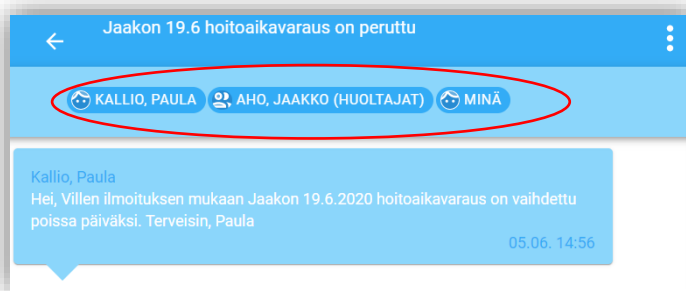 Jaakon 19.6 hoitoaikavaraus on peruttu
KALLIO, PAULA AHO, JAAKKO (HUOLTAJAT) MINÄ
Kallio, Paula
Hei, Villen ilmoituksen mukaan Jaakon 19.6.2020 hoitoaikavaraus on vaihdettu
poissa päiväksi. Terveisin, Paula
05.06. 14:56